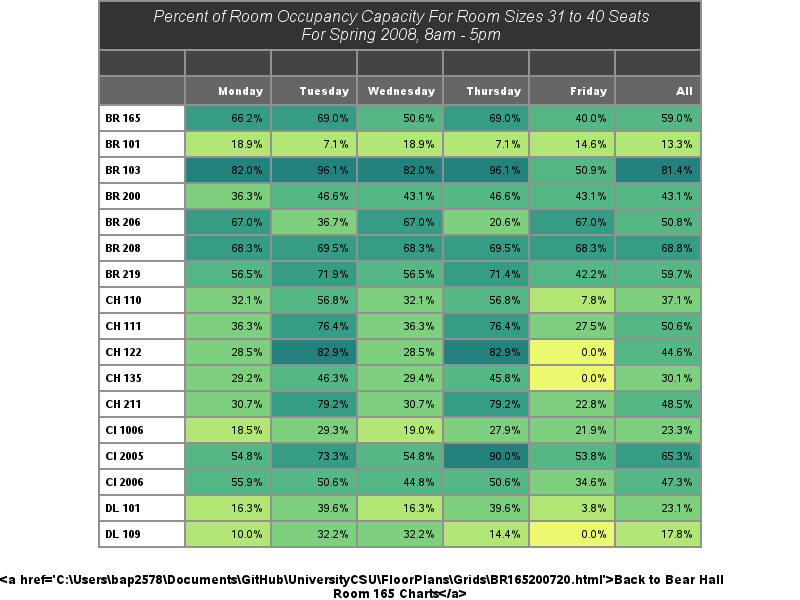 Percent of Room Occupancy Capacity For Room Sizes 31 to 40 Seats
For Spring 2008, 8am - 5pm
Monday Tuesday Wednesday Thursday Friday All
BR 165 66.2% 69.0% 50.6% 69.0% 40.0% 59.0%
BR 101 18.9% 7.1% 18.9% 7.1% 14.6% 13.3%
BR 103 82.0% 96.1% 82.0% 96.1% 50.9% 81.4%
BR 200 36.3% 46.6% 43.1% 46.6% 43.1% 43.1%
BR 206 67.0% 36.7% 67.0% 20.6% 67.0% 50.8%
BR 208 68.3% 69.5% 68.3% 69.5% 68.3% 68.8%
BR 219 56.5% 71.9% 56.5% 71.4% 42.2% 59.7%
CH 110 32.1% 56.8% 32.1% 56.8% 7.8% 37.1%
CH 111 36.3% 76.4% 36.3% 76.4% 27.5% 50.6%
CH 122 28.5% 82.9% 28.5% 82.9% 0.0% 44.6%
CH 135 29.2% 46.3% 29.4% 45.8% 0.0% 30.1%
CH 211 30.7% 79.2% 30.7% 79.2% 22.8% 48.5%
CI 1006 18.5% 29.3% 19.0% 27.9% 21.9% 23.3%
CI 2005 54.8% 73.3% 54.8% 90.0% 53.8% 65.3%
CI 2006 55.9% 50.6% 44.8% 50.6% 34.6% 47.3%
DL 101 16.3% 39.6% 16.3% 39.6% 3.8% 23.1%
DL 109 10.0% 32.2% 32.2% 14.4% 0.0% 17.8%
<a href='C:\Users\bap2578\Documents\GitHub\UniversityCSU\FloorPlans\Grids\BR165200720.html'>Back to Bear Hall
Room 165 Charts</a>